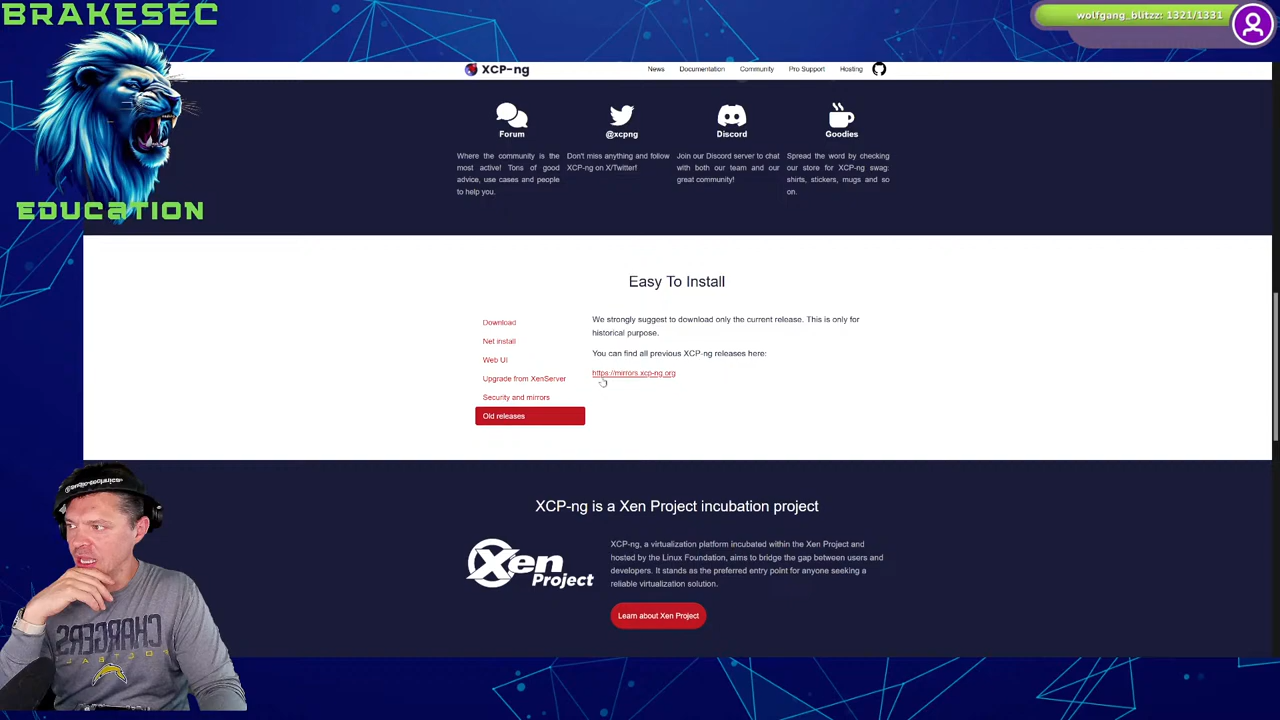 BRAKESEC
EDUCATION
wolfgang_blitzz: 1321/1331
XCP-ng
News
Documentation
Community
Pro Support
Hosting
Forum
Where the community is the
most active! Tons of good
advice, use cases and people
to help you.
@xcpng
Don't miss anything and follow
XCP-ng on X/Twitter!
Discord
Join our Discord server to chat
with both our team and our
great community!
Goodies
Spread the word by checking
our store for XCP-ng swag:
shirts, stickers, mugs and so
on.
Easy To Install
Download
Net install
Web UI
Upgrade from XenServer
Security and mirrors
Old releases
We strongly suggest to download only the current release. This is only for
historical purpose.
You can find all previous XCP-ng releases here:
https://mirrors.xcp-ng.org
XCP-ng is a Xen Project incubation project
Xen
Project
XCP-ng, a virtualization platform incubated within the Xen Project and
hosted by the Linux Foundation, aims to bridge the gap between users and
developers. It stands as the preferred entry point for anyone seeking a
reliable virtualization solution.
Learn about Xen Project
CHARGERS
FOOTBALL